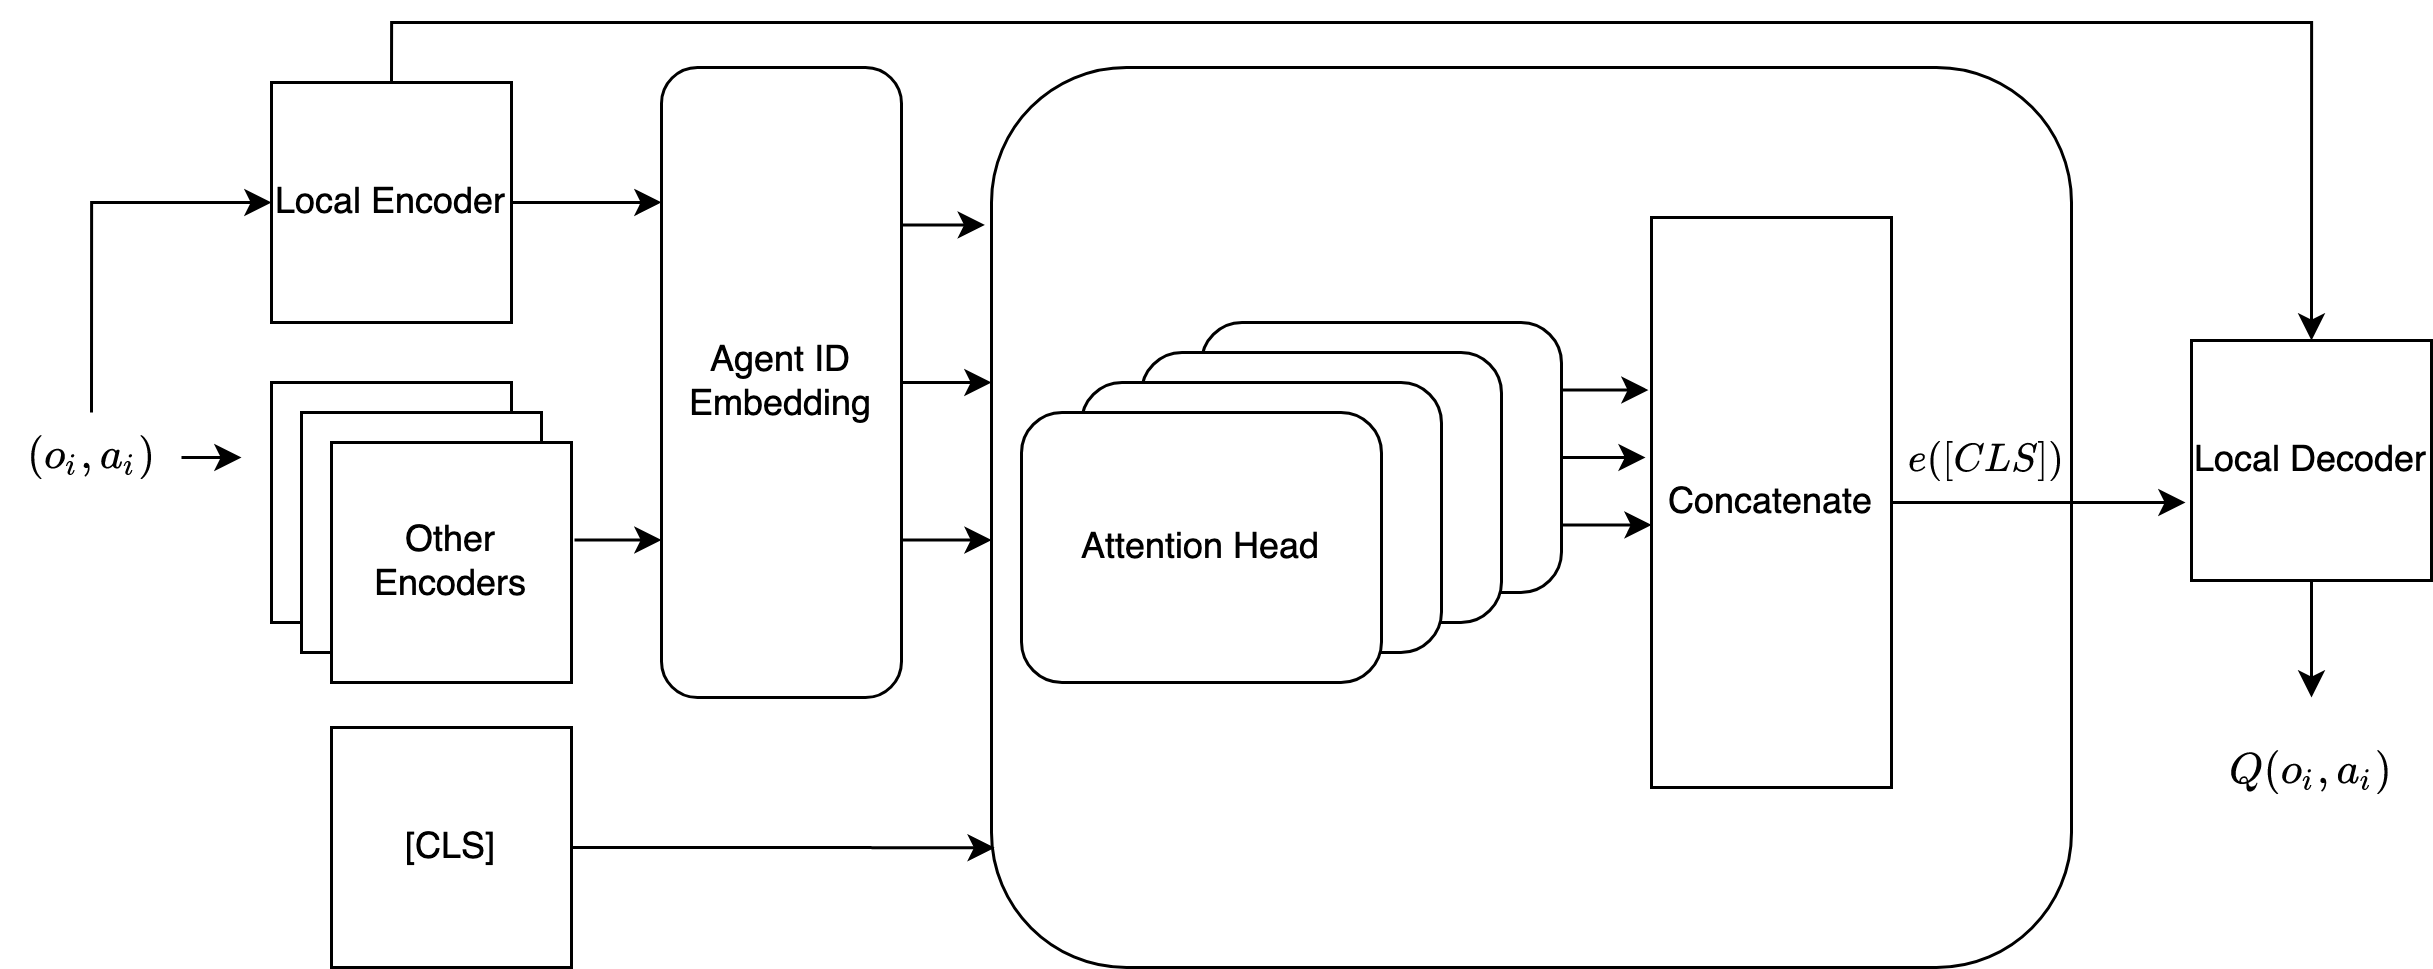 Local Encoder
Agent ID
Embedding
(o_i, a_i)
Other
Encoders
[CLS]
Attention Head
Concatenate
e([CLS])
Local Decoder
Q(o_i, a_i)